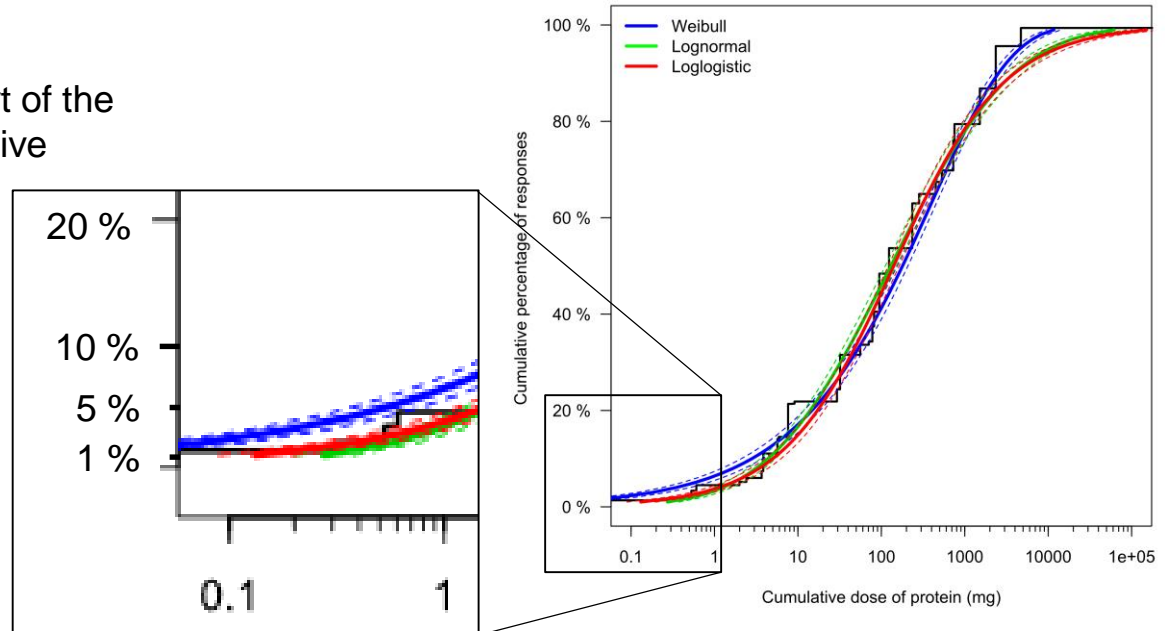 t of the
ive
20 %
10 %
5 %
1 %
0.1
1
100 %
80 %
60 %
40 %
20 %
0 %
Cumulative percentage of responses
Weibull
Lognormal
Loglogistic
0.1
1
10
100
1000
10000
1e+05
Cumulative dose of protein (mg)